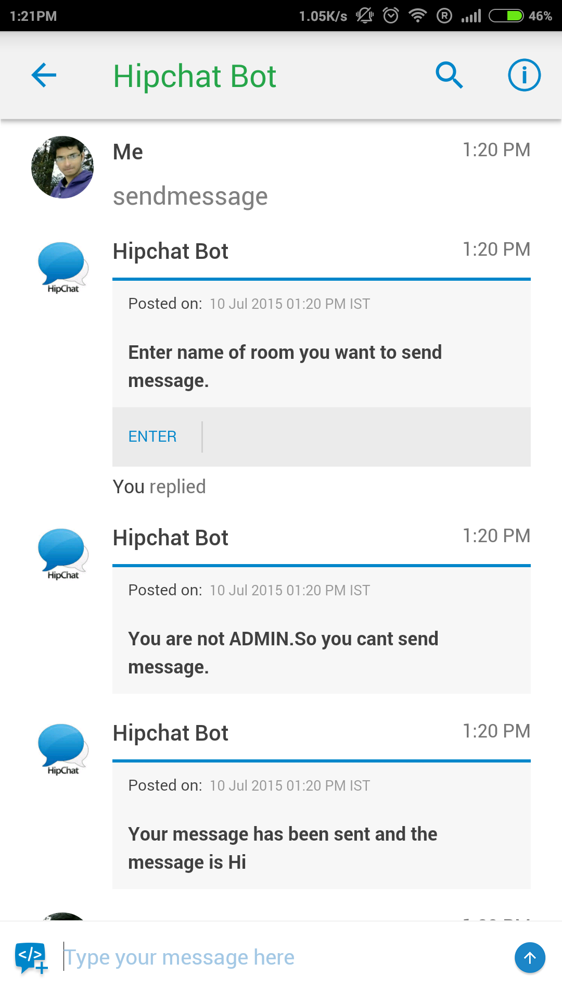 1:21PM 1.05K/s R 46%
Hipchat Bot
Me 1:20 PM
sendmessage
Hipchat Bot 1:20 PM
HipChat
Posted on: 10 Jul 2015 01:20 PM IST
Enter name of room you want to send
message.
ENTER
You replied
Hipchat Bot 1:20 PM
HipChat
Posted on: 10 Jul 2015 01:20 PM IST
You are not ADMIN.So you cant send
message.
Hipchat Bot 1:20 PM
HipChat
Posted on: 10 Jul 2015 01:20 PM IST
Your message has been sent and the
message is Hi
</> Type your message here